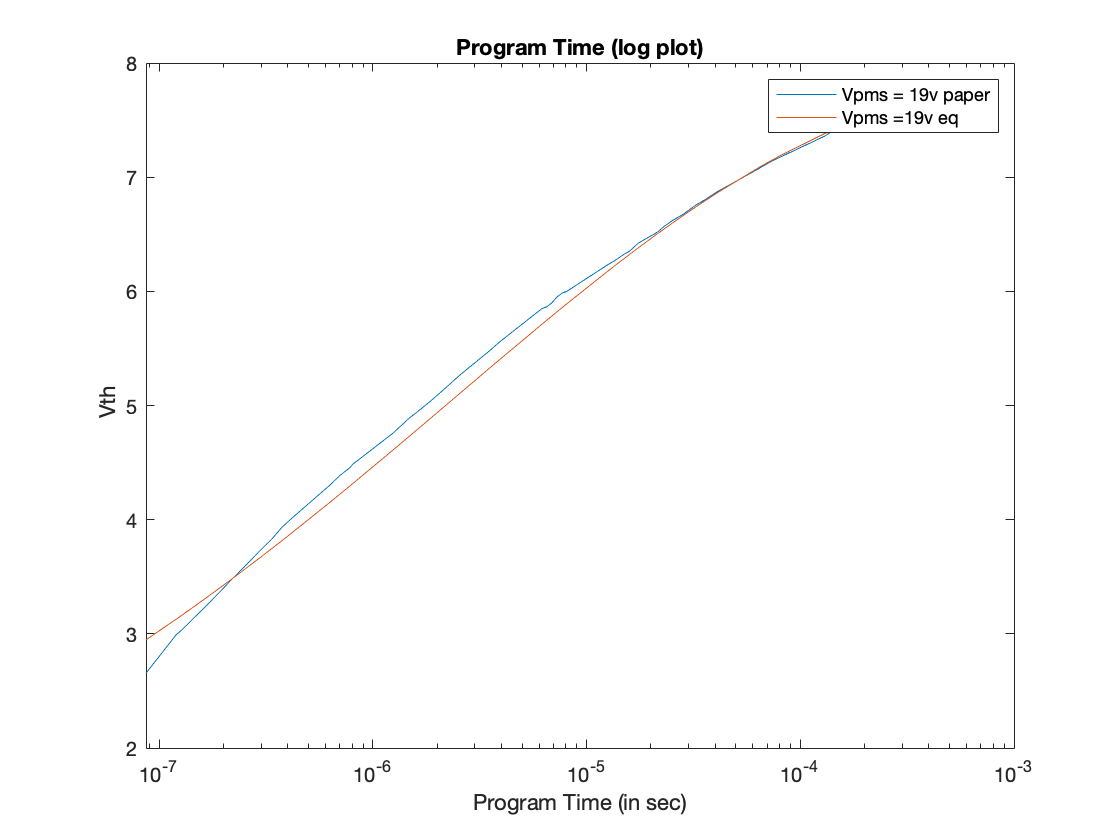 Program Time (log plot)
8
Vpms = 19v paper
Vpms =19v eq
7
6
5
Vth
4
3
2
10-7
10-6
10-5
10-4
10-3
Program Time (in sec)